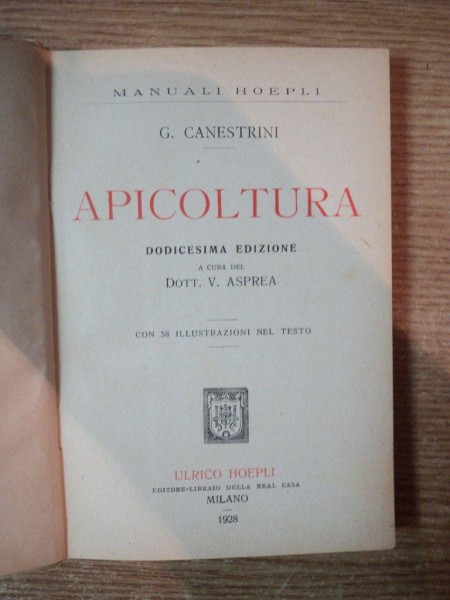 MANUALI HOEPLI
G. CANESTRINI
APICOLTURA
DODICESIMA EDIZIONE
A CURA DEL
DOTT. V. ASPREA
CON 58 ILLUSTRAZIONI NEL TESTO
ULRICO HOEPLI
EDITORE-LIBRAIO DELLA REAL CASA
MILANO
1928